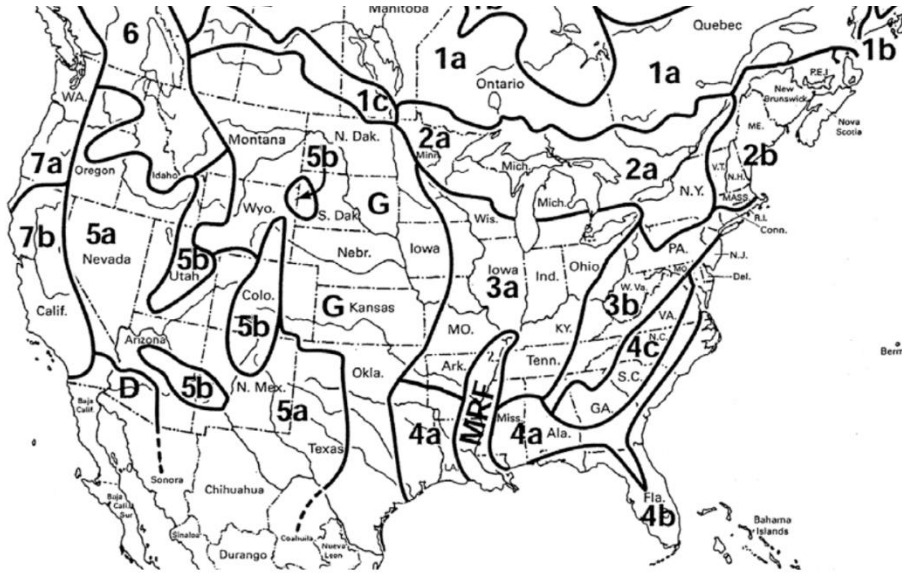 Manitoba
1b
Quebec
6
1a
Ontario
1a
1b
WA.
1c
P.E.I.
New
Brunswick
Nova
Scotia
Montana
N. Dak.
2a
Minn.
ME.
7a
Oregon
Idaho
5b
Mich.
2a
2b
V.T.
N.H.
Wyo.
S. Dak.
G
Wis.
Mich.
N.Y.
MASS.
R.I.
Conn.
7b
5a
Nevada
5b
Utah
Nebr.
Iowa
Iowa
3a
Ind.
Ohio
PA.
N.J.
Del.
Mo.
W. Va.
3b
Calif.
Colo.
5b
G
Kansas
MO.
KY.
VA.
N.C.
4c
Arizona
D
5b
N. Mex.
5a
Okla.
Ark.
Tenn.
S.C.
GA.
Berm
Baja
Calif.
Texas
4a
MRF
Miss.
4a
Ala.
LA.
Sonora
Chihuahua
Baja
Calif.
Sur
Fla.
4b
Bahama
Islands
Sinaloa
Durango
Coahuila
Nueva
Leon